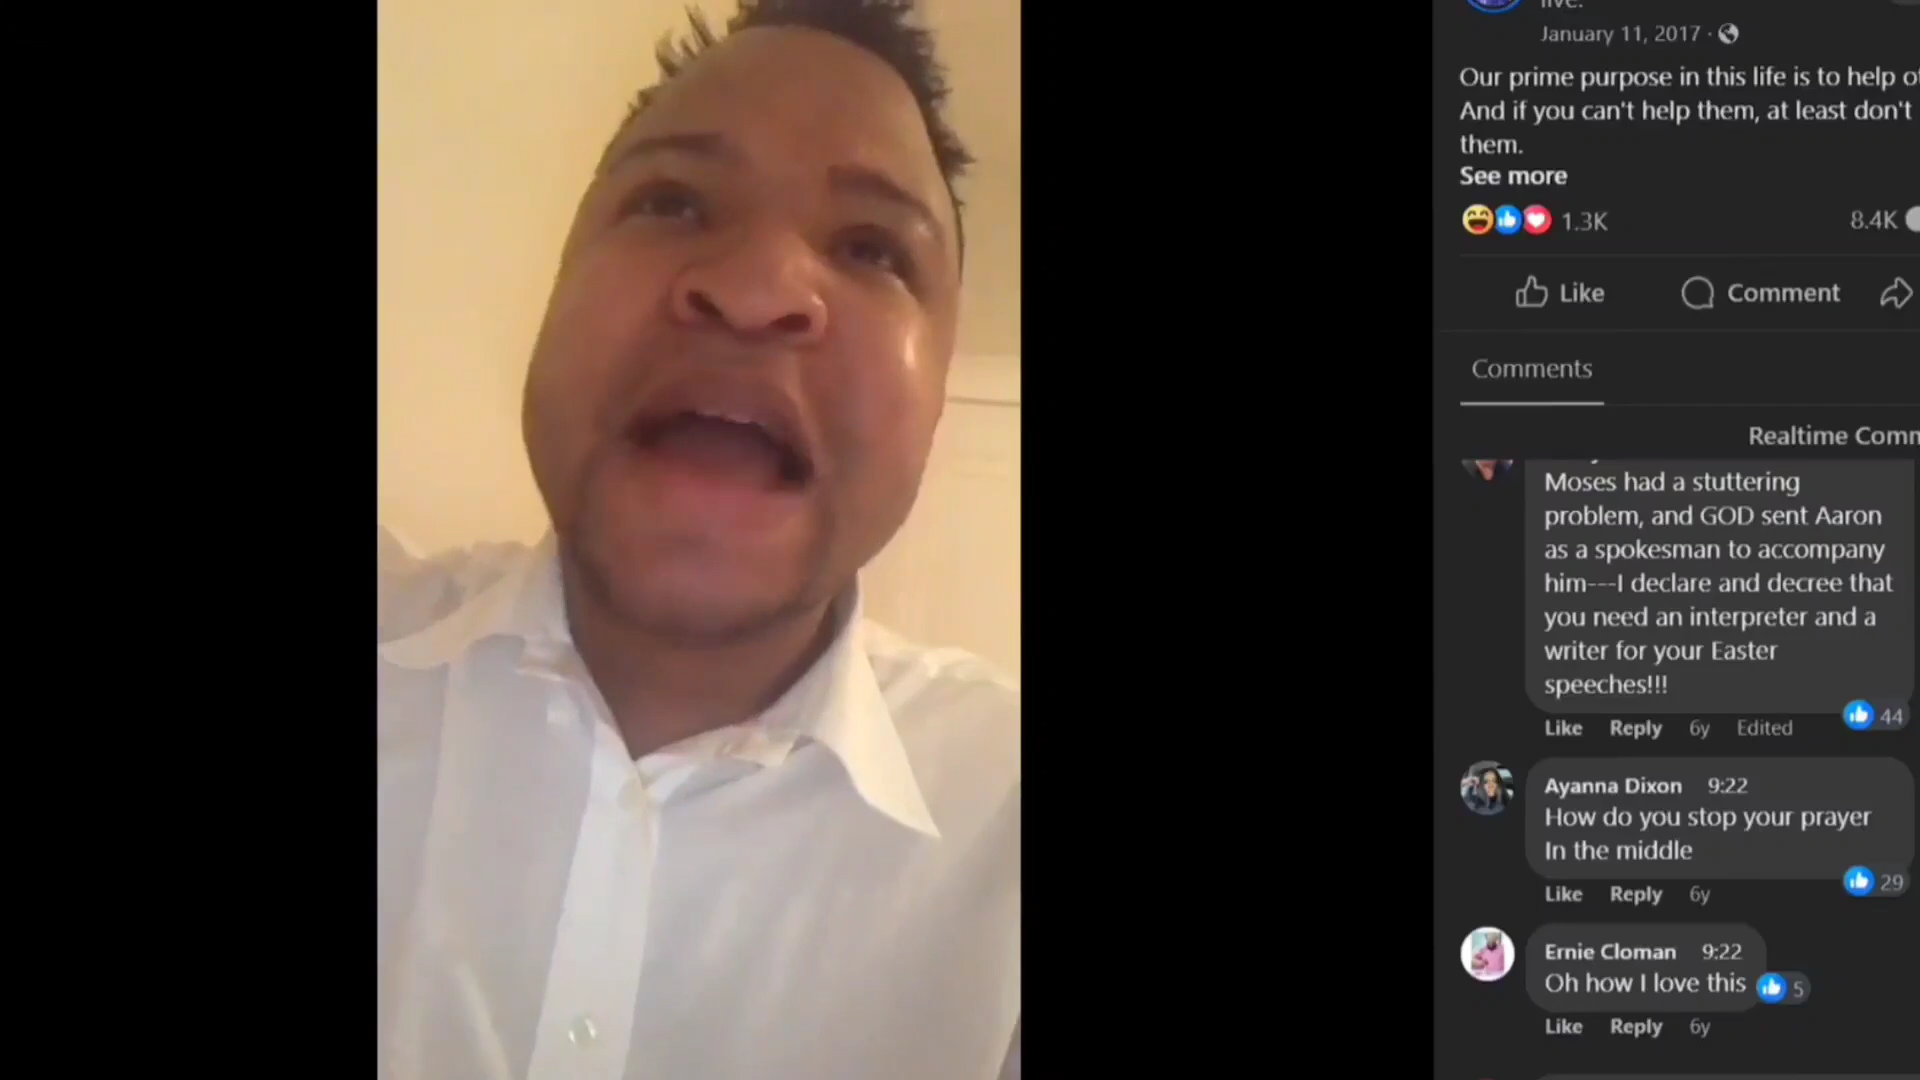 live.
January 11, 2017 ·
Our prime purpose in this life is to help
And if you can't help them, at least don't
them.
See more
1.3K
8.4K
Like
Comment
Comments
Realtime
Moses had a stuttering
problem, and GOD sent Aaron
as a spokesman to accompany
him---I declare and decree that
you need an interpreter and a
writer for your Easter
speeches!!!
44
Like Reply 6y Edited
Ayanna Dixon 9:22
How do you stop your prayer
In the middle
29
Like Reply 6y
Ernie Cloman 9:22
Oh how I love this
5
Like Reply 6y